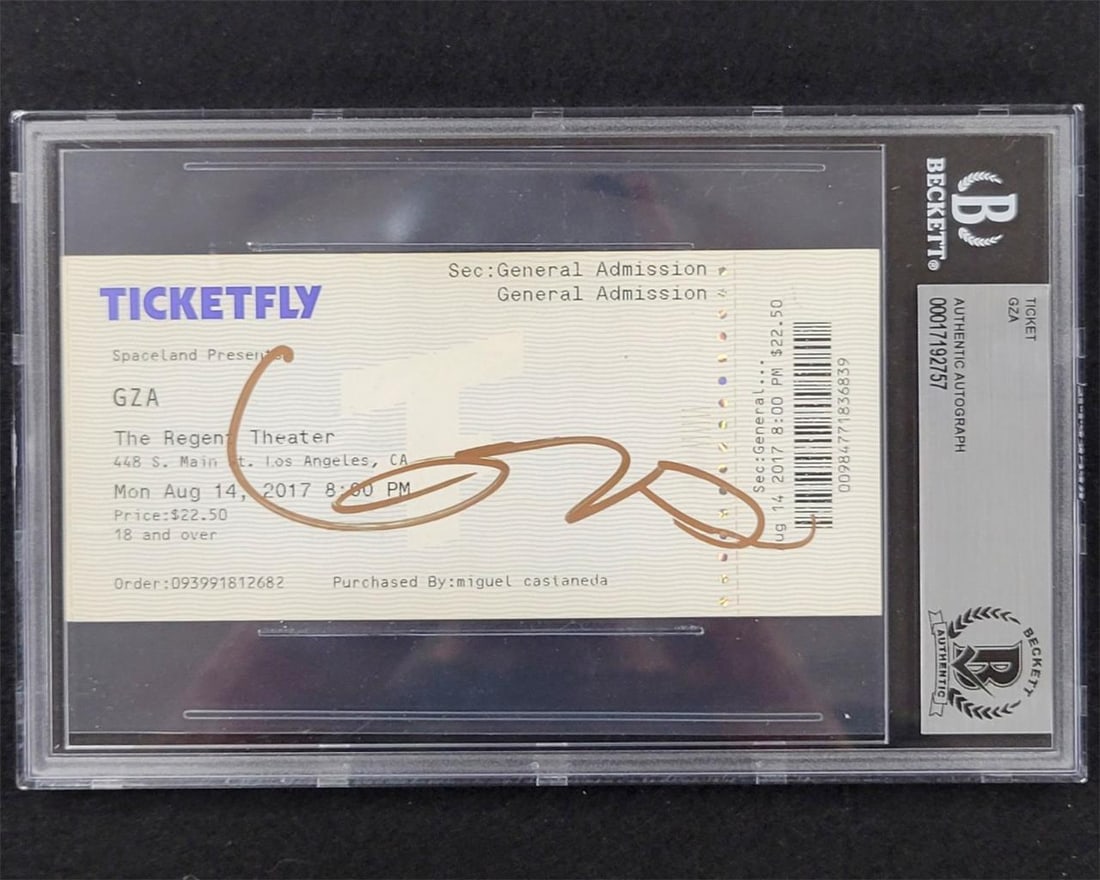 TICKETFLY
Sec:General Admission
General Admission
Spaceland Presents
GZA
The Regent Theater
448 S. Main St. Los Angeles, CA
Mon Aug 14, 2017 8:00 PM
Price:$22.50
18 and over
Order:093991812682
Purchased By:miguel castaneda
Sec:General...
ug 14 2017 8:00 PM $22.50
00984771836839
B
BECKETT®
TICKET
GZA
AUTHENTIC AUTOGRAPH
00017192757
BECKETT
B
AUTHENTIC